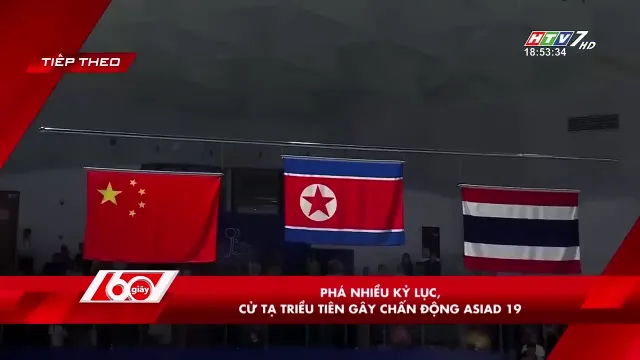 TIẾP THEO
HTV7 HD
18:53:34
60 giây
PHÁ NHIỀU KỶ LỤC,
CỬ TẠ TRIỀU TIÊN GÂY CHẤN ĐỘNG ASIAD 19